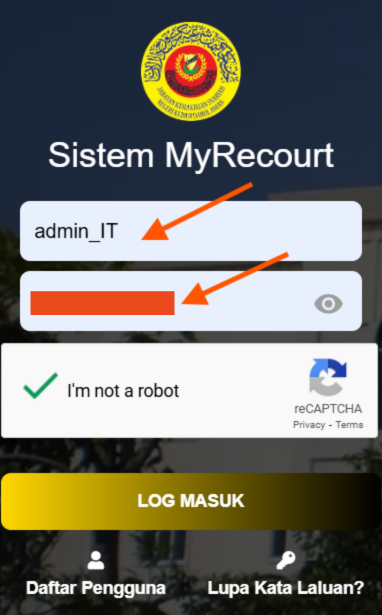 Sistem MyRecourt
admin_IT
I'm not a robot
reCAPTCHA
Privacy - Terms
LOG MASUK
Daftar Pengguna
Lupa Kata Laluan?